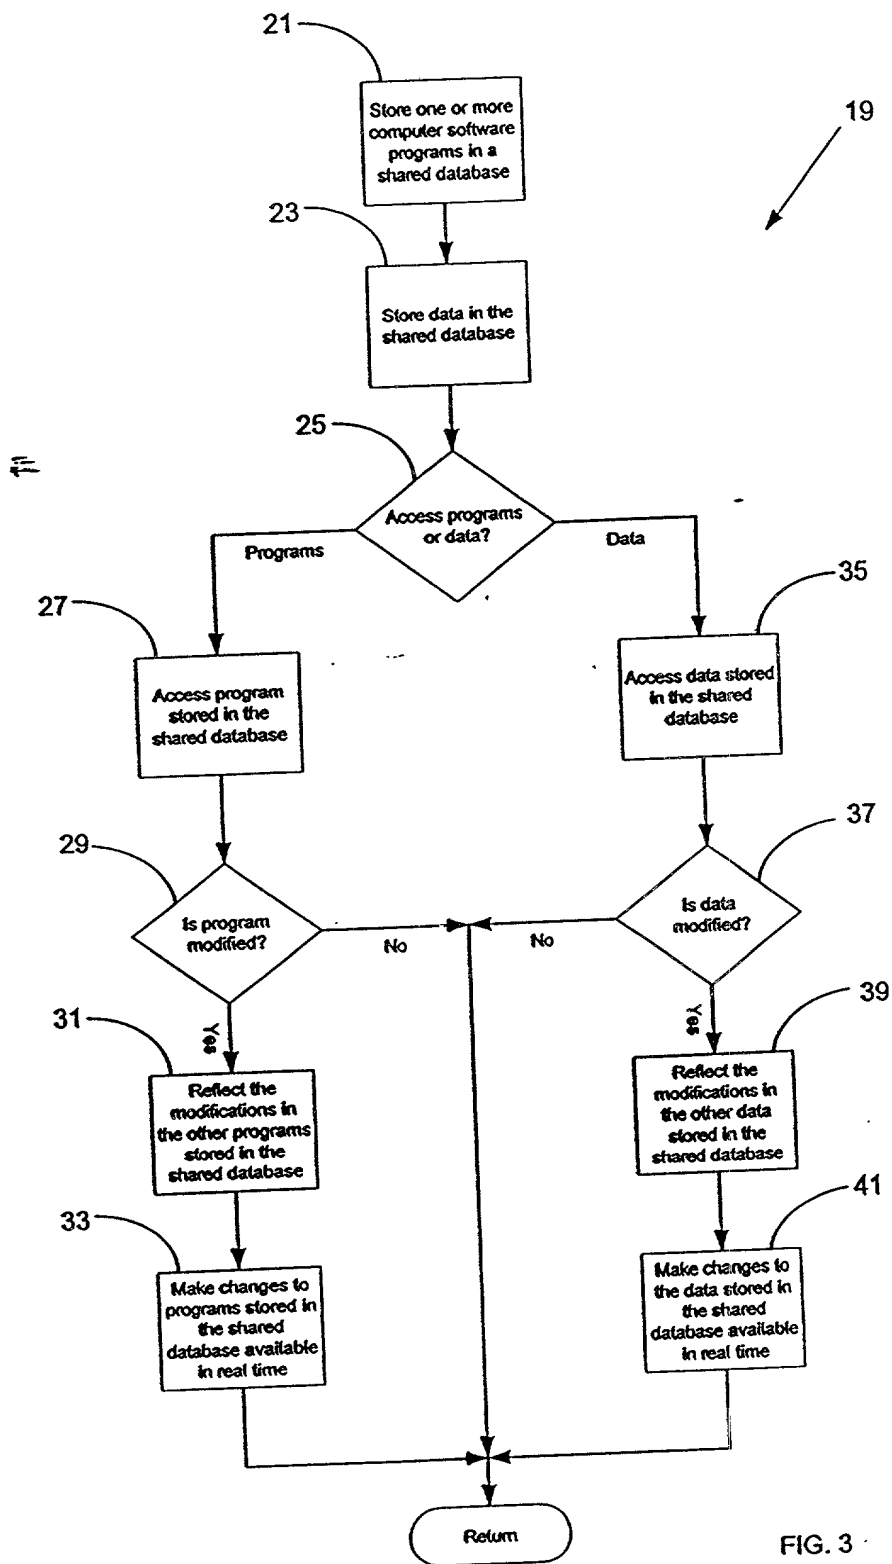 21
Store one or more
computer software
programs in a
shared database
19
23
Store data in the
shared database
25
Access programs
or data?
Programs
Data
27
Access program
stored in the
shared database
35
Access data stored
in the shared
database
29
Is program
modified?
No
37
Is data
modified?
No
Yes
31
Reflect the
modifications in
the other programs
stored in the
shared database
Yes
39
Reflect the
modifications in
the other data
stored in the
shared database
33
Make changes to
programs stored in
the shared
database available
in real time
41
Make changes to
the data stored in
the shared
database available
in real time
Return
FIG. 3